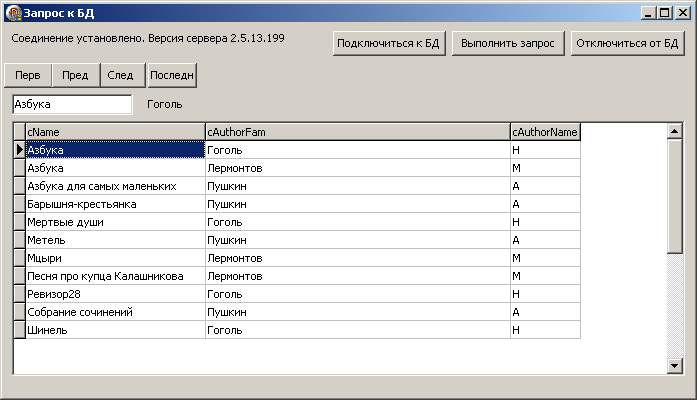 Запрос к БД
Соединение установлено. Версия сервера 2.5.13.199 Подключиться к БД Выполнить запрос Отключиться от БД
Перв Пред След Последн
Азбука Гоголь
cName cAuthorFam cAuthorName
Азбука Гоголь Н
Азбука Лермонтов М
Азбука для самых маленьких Пушкин А
Барышня-крестьянка Пушкин А
Мертвые души Гоголь Н
Метель Пушкин А
Мцыри Лермонтов М
Песня про купца Калашникова Лермонтов М
Ревизор28 Гоголь Н
Собрание сочинений Пушкин А
Шинель Гоголь Н